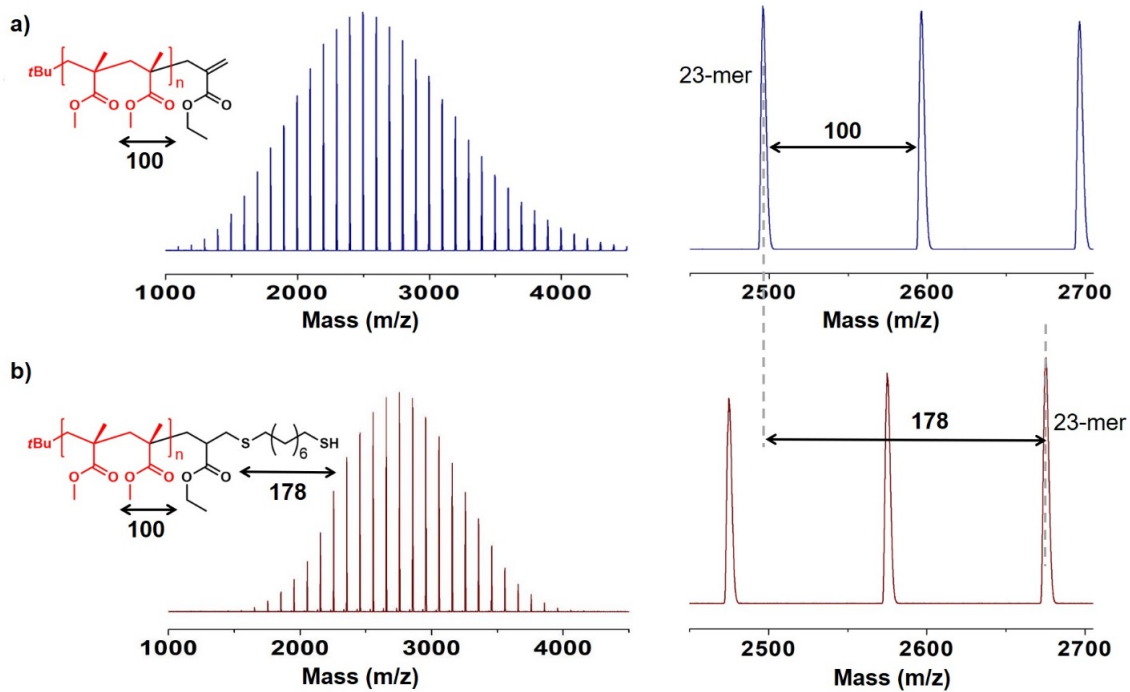 a)
tBu
n
O
O
O
O
O
O
100
23-mer
100
1000 2000 3000 4000
Mass (m/z)
2500 2600 2700
Mass (m/z)
b)
tBu
n
S
6
SH
O
O
O
O
O
O
178
100
178
23-mer
1000 2000 3000 4000
Mass (m/z)
2500 2600 2700
Mass (m/z)